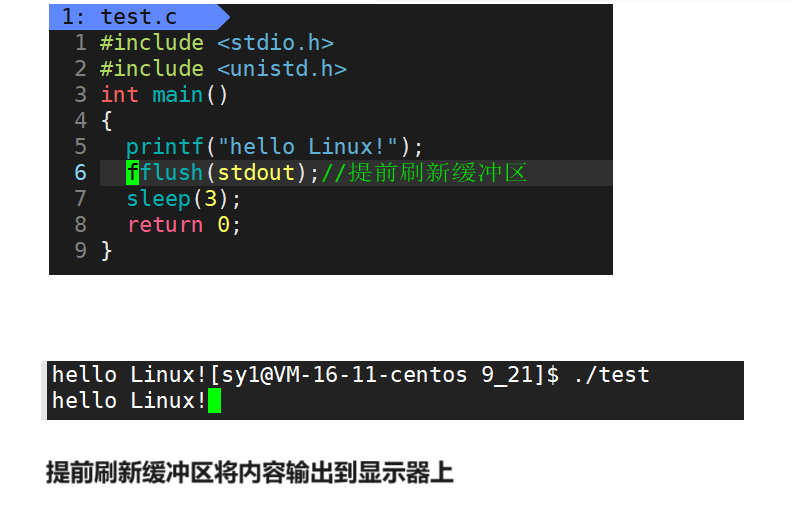 1: test.c
1 #include <stdio.h>
2 #include <unistd.h>
3 int main()
4 {
5   printf("hello Linux!");
6   fflush(stdout);//提前刷新缓冲区
7   sleep(3);
8   return 0;
9 }
hello Linux![sy1@VM-16-11-centos 9_21]$ ./test
hello Linux!
提前刷新缓冲区将内容输出到显示器上